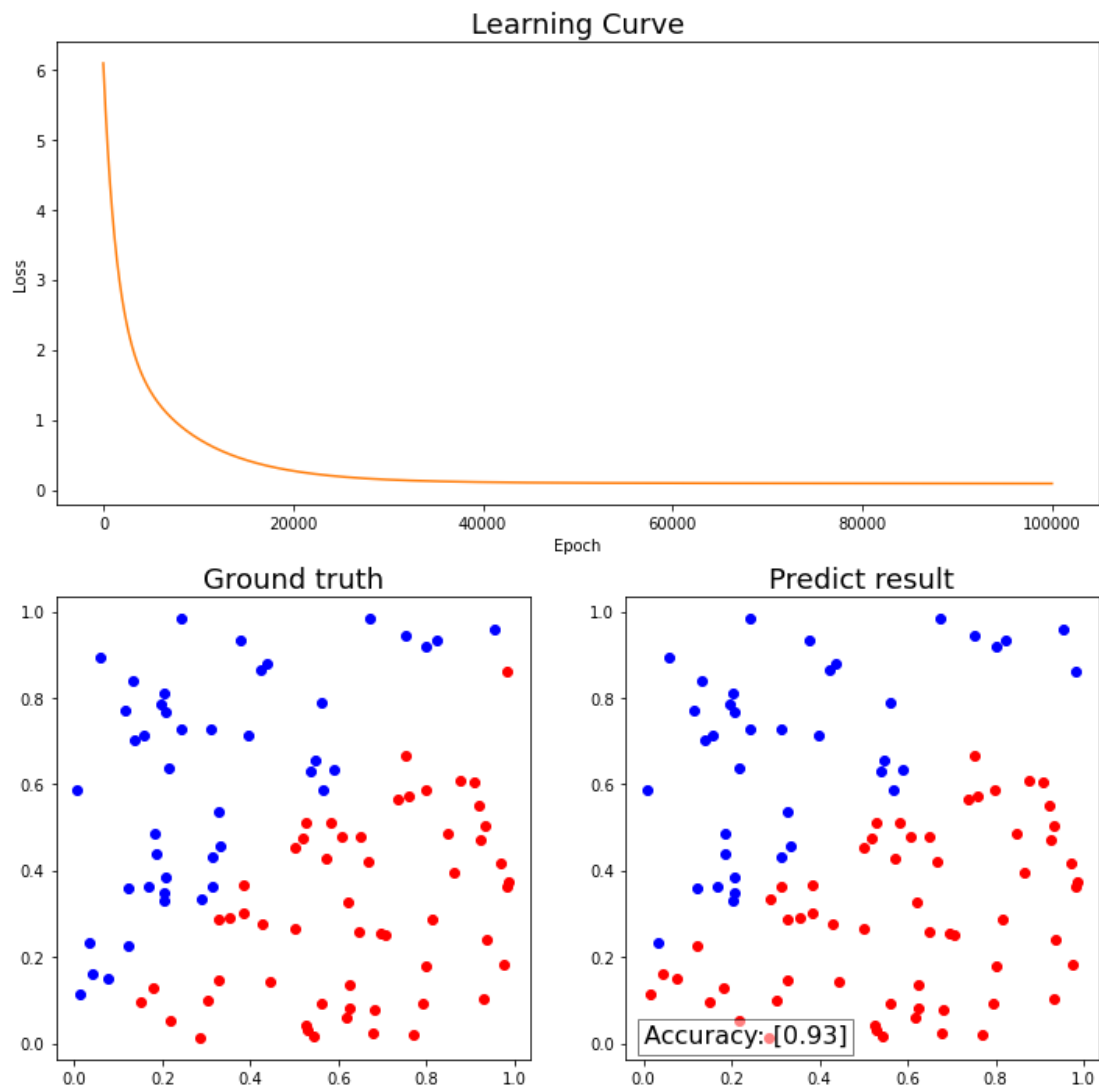 Learning Curve
6
5
4
3
2
1
0
Loss
0 20000 40000 60000 80000 100000
Epoch
Ground truth Predict result
1.0 1.0
0.8 0.8
0.6 0.6
0.4 0.4
0.2 0.2
0.0 0.0
Accuracy: [0.93]
0.0 0.2 0.4 0.6 0.8 1.0 0.0 0.2 0.4 0.6 0.8 1.0